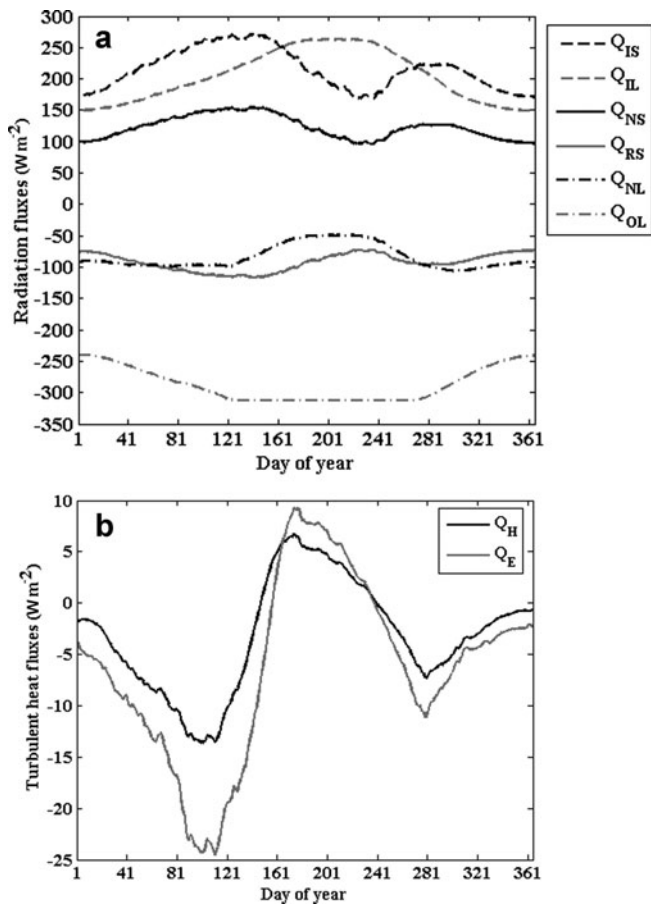 a
300
250
200
150
100
50
0
-50
-100
-150
-200
-250
-300
-350
Radiation fluxes (Wm-2)
1 41 81 121 161 201 241 281 321 361
Day of year
QIS
QIL
QNS
QRS
QNL
QOL
b
10
5
0
-5
-10
-15
-20
-25
Turbulent heat fluxes (Wm-2)
1 41 81 121 161 201 241 281 321 361
Day of year
QH
QE